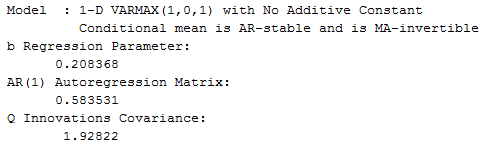 Model  : 1-D VARMAX(1,0,1) with No Additive Constant
Conditional mean is AR-stable and is MA-invertible
b Regression Parameter:
0.208368
AR(1) Autoregression Matrix:
0.583531
Q Innovations Covariance:
1.92822